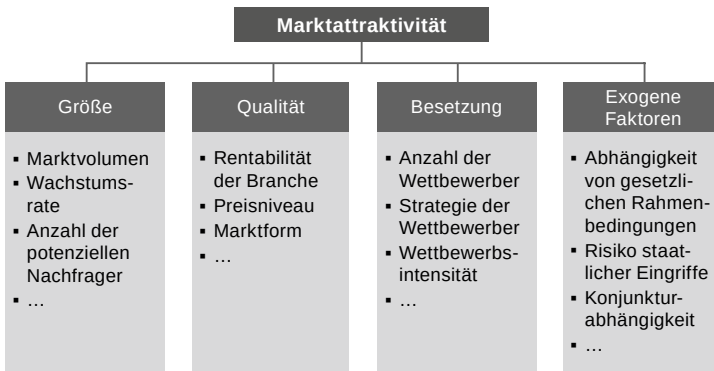 Marktattraktivität
Größe
▪ Marktvolumen
▪ Wachstums-
rate
▪ Anzahl der
potenziellen
Nachfrager
▪ …
Qualität
▪ Rentabilität
der Branche
▪ Preisniveau
▪ Marktform
▪ …
Besetzung
▪ Anzahl der
Wettbewerber
▪ Strategie der
Wettbewerber
▪ Wettbewerbs-
intensität
▪ …
Exogene
Faktoren
▪ Abhängigkeit
von gesetzli-
chen Rahmen-
bedingungen
▪ Risiko staat-
licher Eingriffe
▪ Konjunktur-
abhängigkeit
▪ …